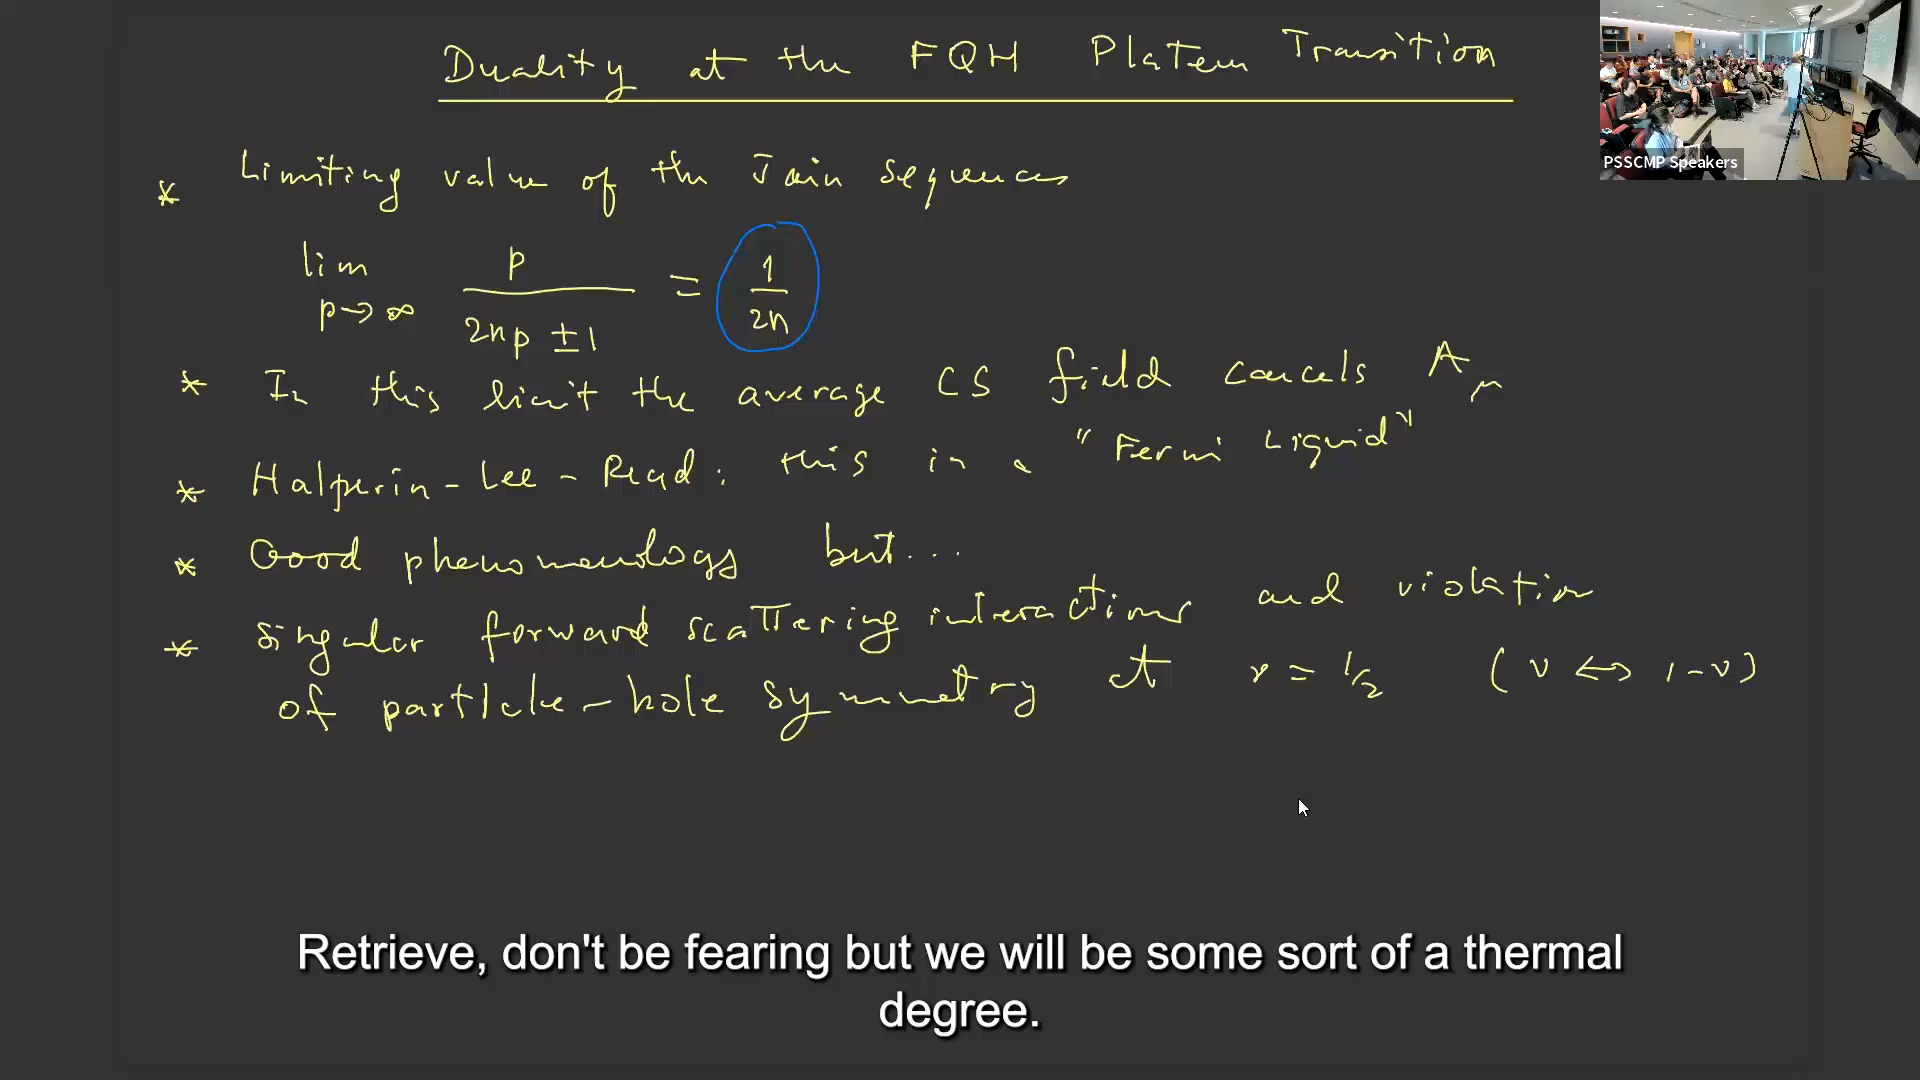 Duality at the FQH Plateau Transition
PSSCMP Speakers
* Limiting value of the Jain sequences
lim p→∞ p / (2np ± 1) = 1 / 2n
* In this limit the average CS field cancels Aμ
* Halperin - Lee - Read : this is a "Fermi Liquid"
* Good phenomenology but...
* Singular forward scattering interactions and violation
of particle-hole symmetry at ν = 1/2 (ν ↔ 1-ν)
Retrieve, don't be fearing but we will be some sort of a thermal
degree.